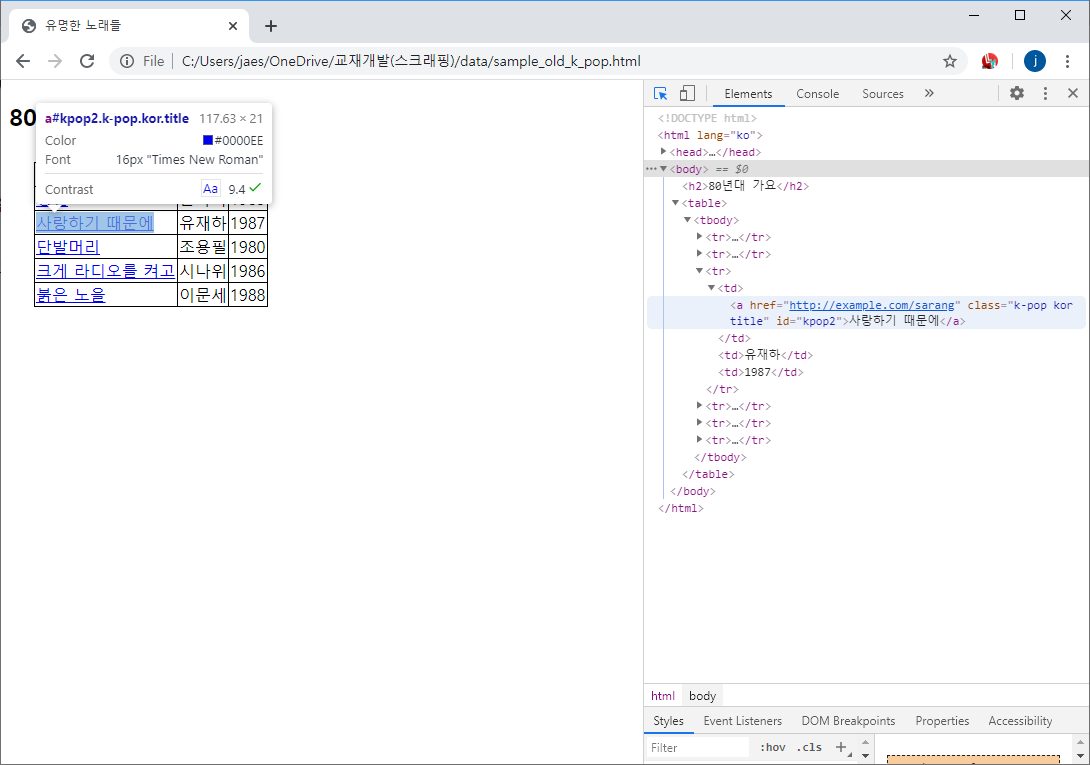 유명한 노래들
File
C:/Users/jaes/OneDrive/교재개발(스크래핑)/data/sample_old_k_pop.html
j
80
a#kpop2.k-pop.kor.title 117.63 × 21
Color #0000EE
Font 16px "Times New Roman"
Contrast Aa 9.4
사랑하기 때문에 유재하 1987
단발머리 조용필 1980
크게 라디오를 켜고 시나위 1986
붉은 노을 이문세 1988
Elements Console Sources »
<!DOCTYPE html>
<html lang="ko">
<head>…</head>
<body> == $0
<h2>80년대 가요</h2>
<table>
<tbody>
<tr>…</tr>
<tr>…</tr>
<tr>
<td>
<a href="http://example.com/sarang" class="k-pop kor
title" id="kpop2">사랑하기 때문에</a>
</td>
<td>유재하</td>
<td>1987</td>
</tr>
<tr>…</tr>
<tr>…</tr>
<tr>…</tr>
</tbody>
</table>
</body>
</html>
html body
Styles Event Listeners DOM Breakpoints Properties Accessibility
Filter :hov .cls +